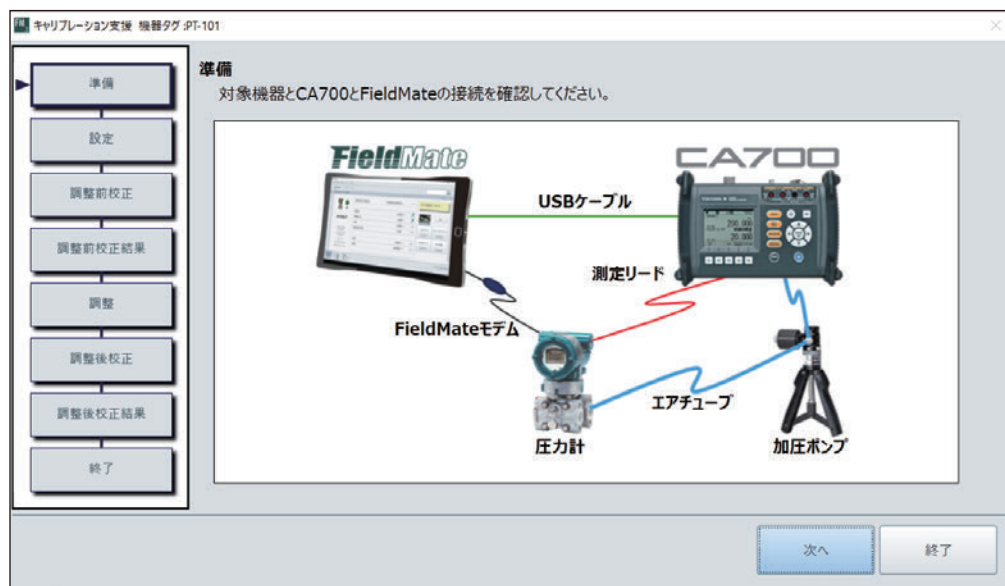 キャリブレーション支援 機器タグ:PT-101
準備
設定
調整前校正
調整前校正結果
調整
調整後校正
調整後校正結果
終了
準備
対象機器とCA700とFieldMateの接続を確認してください。
FieldMate
CA700
USBケーブル
測定リード
FieldMateモデム
エアチューブ
圧力計
加圧ポンプ
次へ
終了